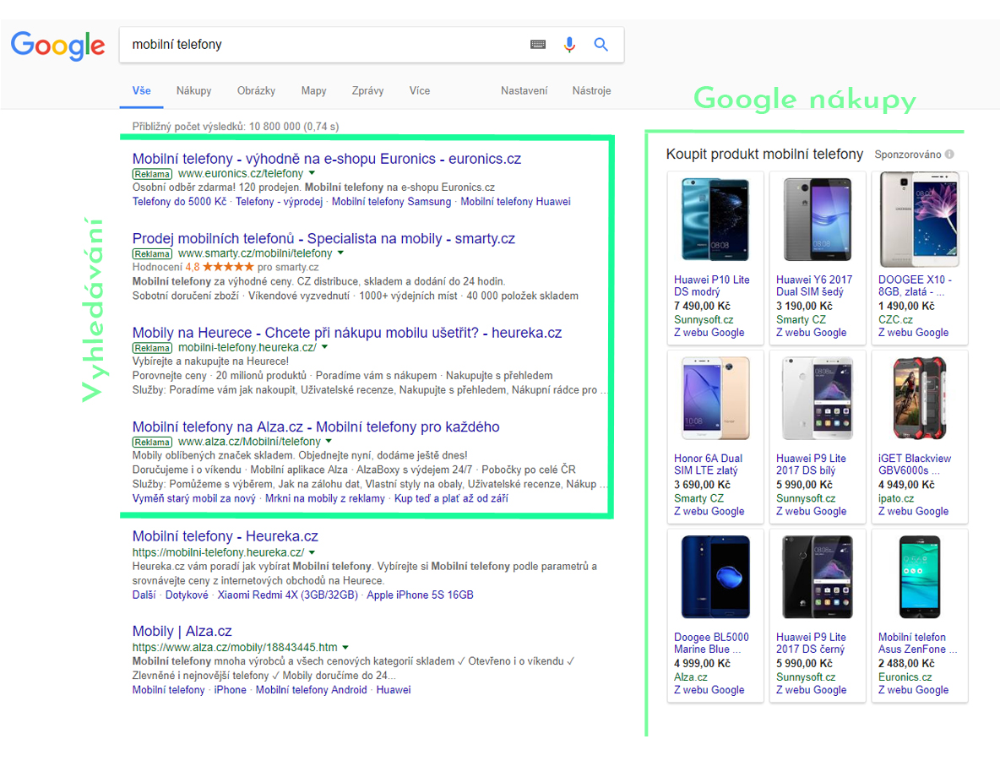 Google
mobilní telefony
Vše
Nákupy
Obrázky
Mapy
Zprávy
Více
Nastavení
Nástroje
Přibližný počet výsledků: 10 800 000 (0,74 s)
Vyhledávání
Mobilní telefony - výhodně na e-shopu Euronics - euronics.cz
Reklama www.euronics.cz/telefony
Osobní odběr zdarma! 120 prodejen. Mobilní telefony na e-shopu Euronics.cz
Telefony do 5000 Kč · Telefony - výprodej · Mobilní telefony Samsung · Mobilní telefony Huawei
Prodej mobilních telefonů - Specialista na mobily - smarty.cz
Reklama www.smarty.cz/mobilni/telefony
Hodnocení 4,8 ★★★★★ pro smarty.cz
Mobilní telefony za výhodné ceny. CZ distribuce, skladem a dodání do 24 hodin.
Sobotní doručení zboží · Víkendové vyzvednutí · 1000+ výdejních míst · 40 000 položek skladem
Mobily na Heurece - Chcete při nákupu mobilu ušetřit? - heureka.cz
Reklama mobilni-telefony.heureka.cz/
Vybírejte a nakupujte na Heurece!
Porovnejte ceny · 20 milionů produktů · Poradíme vám s nákupem · Nakupujte s přehledem
Služby: Poradíme vám jak nakoupit, Uživatelské recenze, Nakupujte s přehledem, Nákupní rádce pro ...
Mobilní telefony na Alza.cz - Mobilní telefony pro každého
Reklama www.alza.cz/Mobilní/telefony
Mobily oblíbených značek skladem. Objednejte nyní, dodáme ještě dnes!
Doručujeme i o víkendu · Mobilní aplikace Alza · AlzaBoxy s výdejem 24/7 · Pobočky po celé ČR
Služby: Pomůžeme s výběrem, Jak na zálohu dat, Vlastní styly na obaly, Uživatelské recenze, Nákup ...
Vyměň starý mobil za nový · Mrkni na mobily z reklamy · Kup teď a plať až od září
Mobilní telefony - Heureka.cz
https://mobilni-telefony.heureka.cz/
Heureka.cz vám poradí jak vybírat Mobilní telefony. Vybírejte si Mobilní telefony podle parametrů a
srovnávejte ceny z internetových obchodů na Heurece.
Další · Dotykové · Xiaomi Redmi 4X (3GB/32GB) · Apple iPhone 5S 16GB
Mobily | Alza.cz
https://www.alza.cz/mobily/18843445.htm
Mobilní telefony mnoha výrobců a všech cenových kategorií skladem ✓ Otevřeno i o víkendu ✓
Zlevněné i nejnovější telefony ✓ Mobily doručíme do 24...
Mobilní telefony · iPhone · Mobilní telefony Android · Huawei
Google nákupy
Koupit produkt mobilní telefony Sponzorováno
Huawei P10 Lite
DS modrý
7 490,00 Kč
Sunnysoft.cz
Z webu Google
Huawei Y6 2017
Dual SIM šedý
3 190,00 Kč
Smarty CZ
Z webu Google
DOOGEE X10 -
8GB, zlatá - ...
1 490,00 Kč
CZC.cz
Z webu Google
Honor 6A Dual
SIM LTE zlatý
3 690,00 Kč
Smarty CZ
Z webu Google
Huawei P9 Lite
2017 DS bílý
5 990,00 Kč
Sunnysoft.cz
Z webu Google
iGET Blackview
GBV6000s ...
4 949,00 Kč
ipato.cz
Z webu Google
Doogee BL5000
Marine Blue ...
4 999,00 Kč
Alza.cz
Z webu Google
Huawei P9 Lite
2017 DS černý
5 990,00 Kč
Sunnysoft.cz
Z webu Google
Mobilní telefon
Asus ZenFone ...
2 488,00 Kč
Euronics.cz
Z webu Google